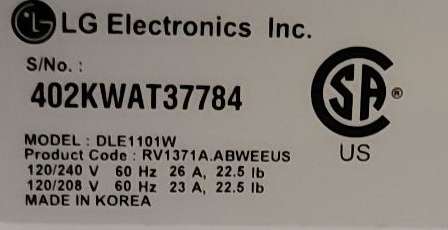 LG Electronics Inc.
S/No. :
402KWAT37784
MODEL : DLE1101W
Product Code : RV1371A.ABWEEUS
120/240 V 60 Hz 26 A, 22.5 lb
120/208 V 60 Hz 23 A, 22.5 lb
MADE IN KOREA
SA ®
US